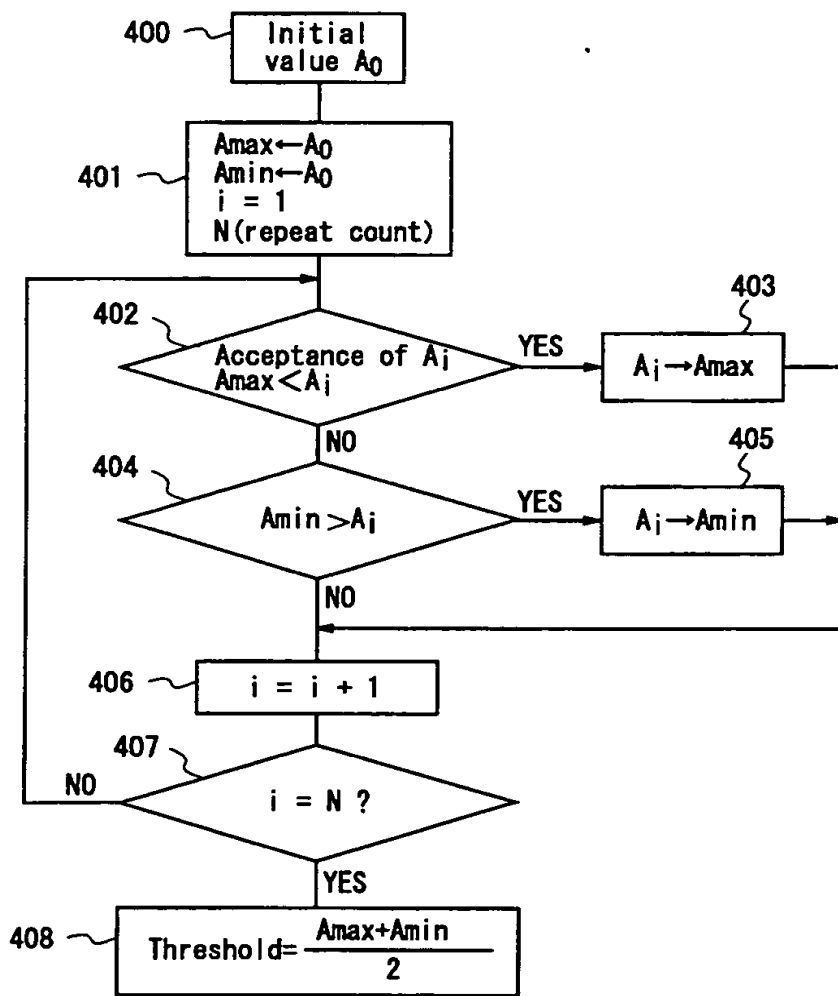 400
Initial
value A0
401
Amax←A0
Amin←A0
i = 1
N(repeat count)
402
Acceptance of Ai
Amax<Ai
YES
403
Ai→Amax
NO
404
Amin>Ai
YES
405
Ai→Amin
NO
406
i = i + 1
407
NO
i = N ?
YES
408
Threshold=
Amax+Amin
2